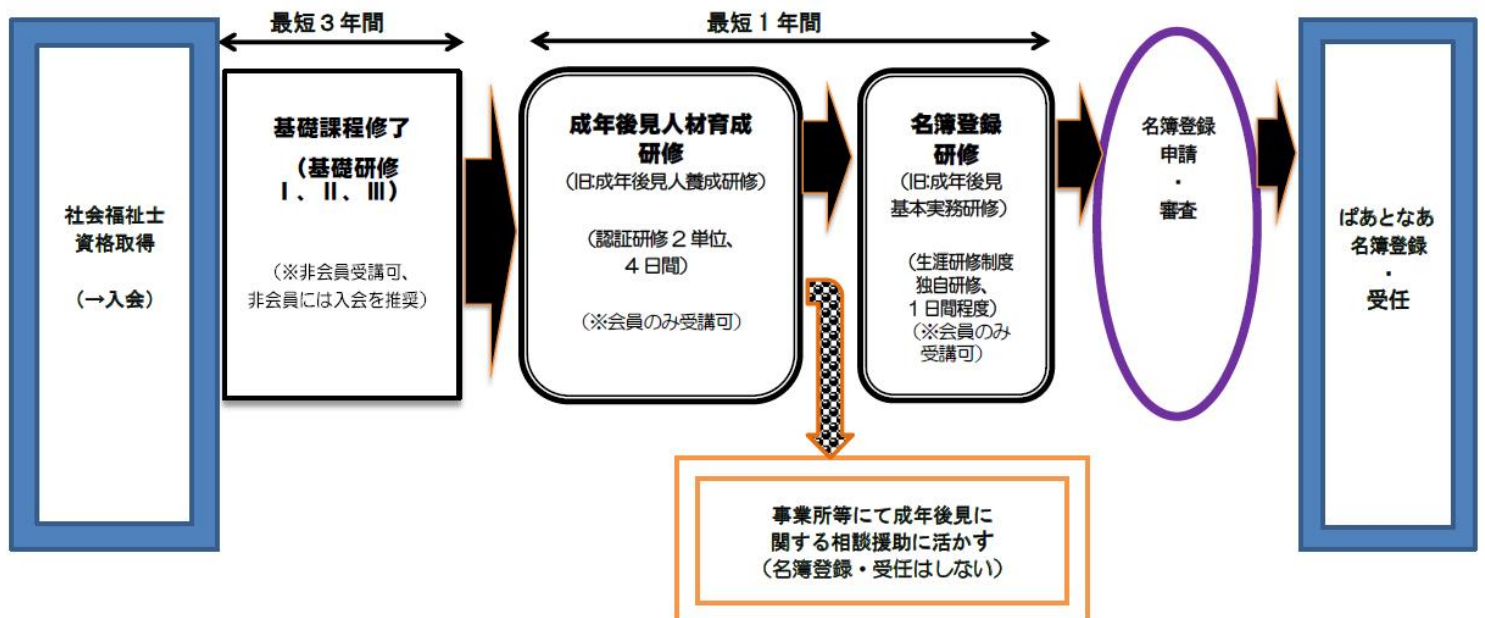 最短3年間
最短1年間
社会福祉士
資格取得
(→入会)
基礎課程修了
(基礎研修
Ⅰ、Ⅱ、Ⅲ)
(※非会員受講可、
非会員には入会を推奨)
成年後見人材育成
研修
(旧:成年後見人養成研修)
(認証研修2単位、
4日間)
(※会員のみ受講可)
名簿登録
研修
(旧:成年後見
基本実務研修)
(生涯研修制度
独自研修、
1日間程度)
(※会員のみ
受講可)
名簿登録
申請
・
審査
ぱあとなあ
名簿登録
・
受任
事業所等にて成年後見に
関する相談援助に活かす
(名簿登録・受任はしない)